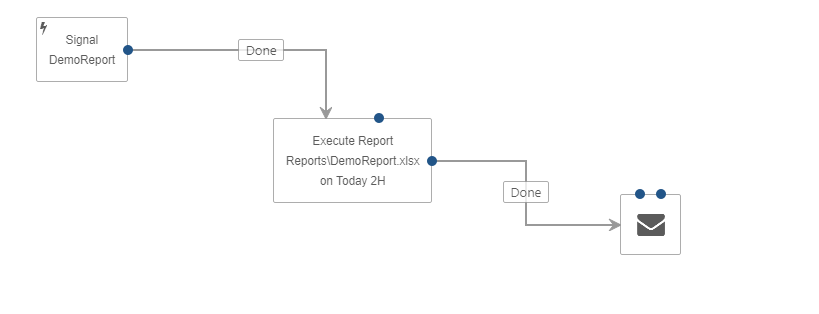 Signal
DemoReport
Done
Execute Report
Reports\DemoReport.xlsx
on Today 2H
Done